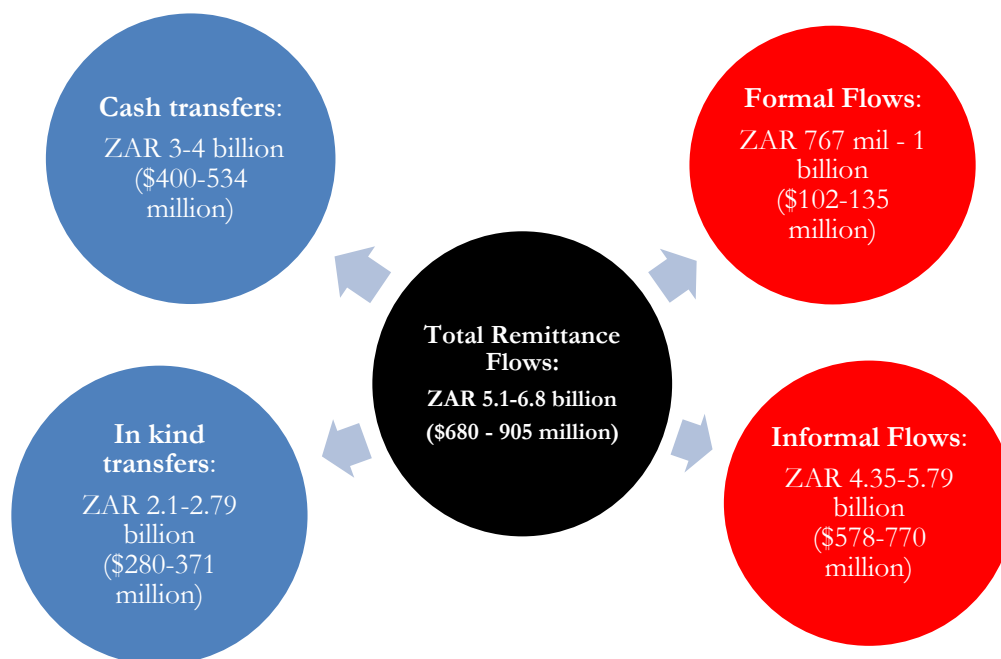 Cash transfers:
ZAR 3-4 billion
($400-534
million)
Formal Flows:
ZAR 767 mil - 1
billion
($102-135
million)
Total Remittance
Flows:
ZAR 5.1-6.8 billion
($680 - 905 million)
In kind
transfers:
ZAR 2.1-2.79
billion
($280-371
million)
Informal Flows:
ZAR 4.35-5.79
billion
($578-770
million)